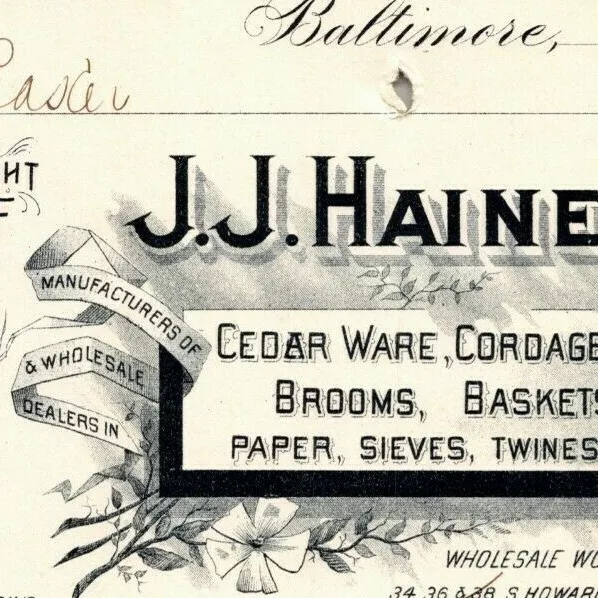 Baltimore,
HT
J.J. HAINE
MANUFACTURERS OF
& WHOLESALE
DEALERS IN
CEDAR WARE, CORDAGE
BROOMS, BASKETS
PAPER, SIEVES, TWINES
WHOLESALE WO
34, 36 & 38 S. HOWAR